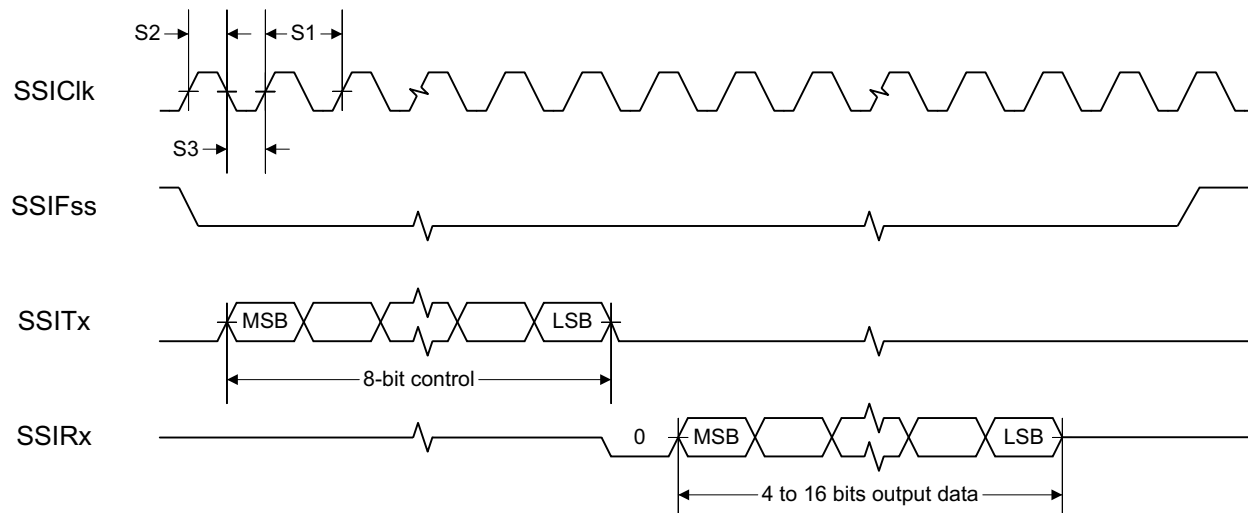 S2
S1
SSIClk
S3
SSIFss
SSITx
MSB
LSB
8-bit control
SSIRx
0
MSB
LSB
4 to 16 bits output data